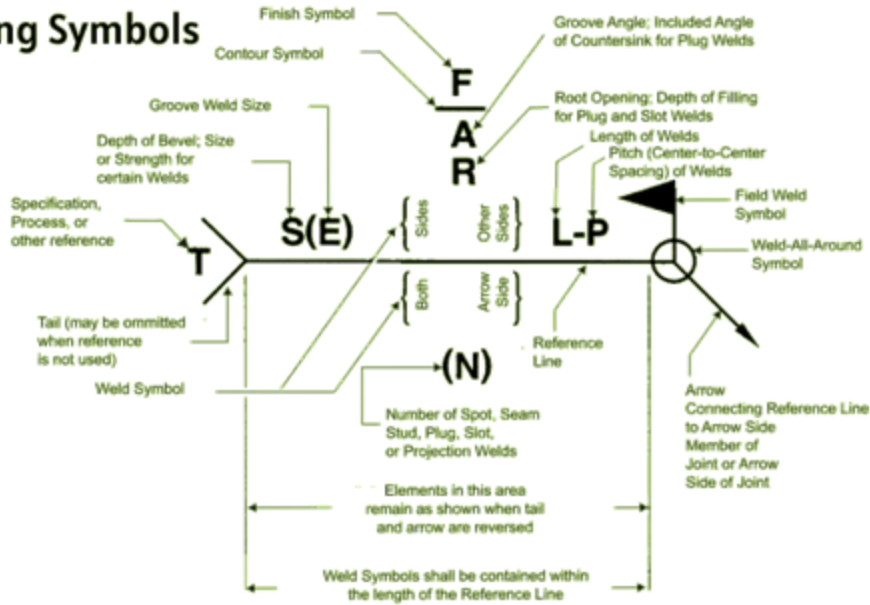 ng Symbols
Finish Symbol
Contour Symbol
Groove Angle; Included Angle
of Countersink for Plug Welds
F
A
R
Groove Weld Size
Root Opening; Depth of Filling
for Plug and Slot Welds
Length of Welds
Pitch (Center-to-Center
Spacing) of Welds
Depth of Bevel; Size
or Strength for
certain Welds
Specification,
Process, or
other reference
T
S(E)
Sides
Other
Sides
L-P
Field Weld
Symbol
Weld-All-Around
Symbol
Both
Arrow
Side
Tail (may be ommitted
when reference
is not used)
Weld Symbol
Reference
Line
(N)
Number of Spot, Seam
Stud, Plug, Slot,
or Projection Welds
Arrow
Connecting Reference Line
to Arrow Side
Member of
Joint or Arrow
Side of Joint
Elements in this area
remain as shown when tail
and arrow are reversed
Weld Symbols shall be contained within
the length of the Reference Line